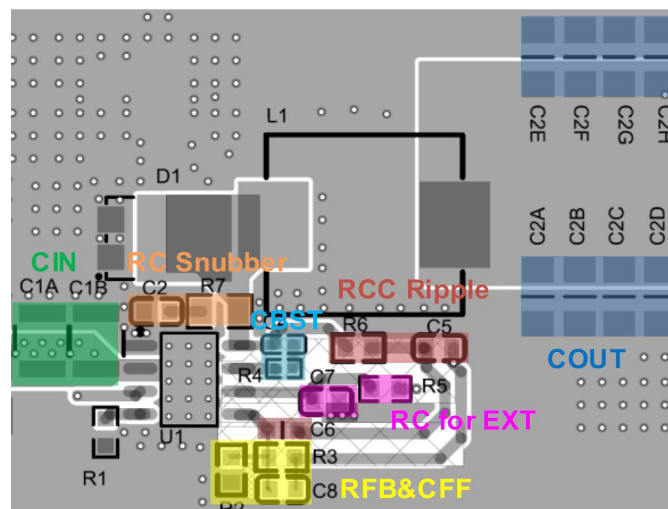 C2E
C2F
C2G
C2H
L1
D1
C2A
C2B
C2C
C2D
CIN
RC Snubber
C1A
C1B
C2
R7
RCC Ripple
CBST
R6
C5
COUT
R4
C7
R5
RC for EXT
U1
C6
R1
R3
RFB&CFF
R2
C8